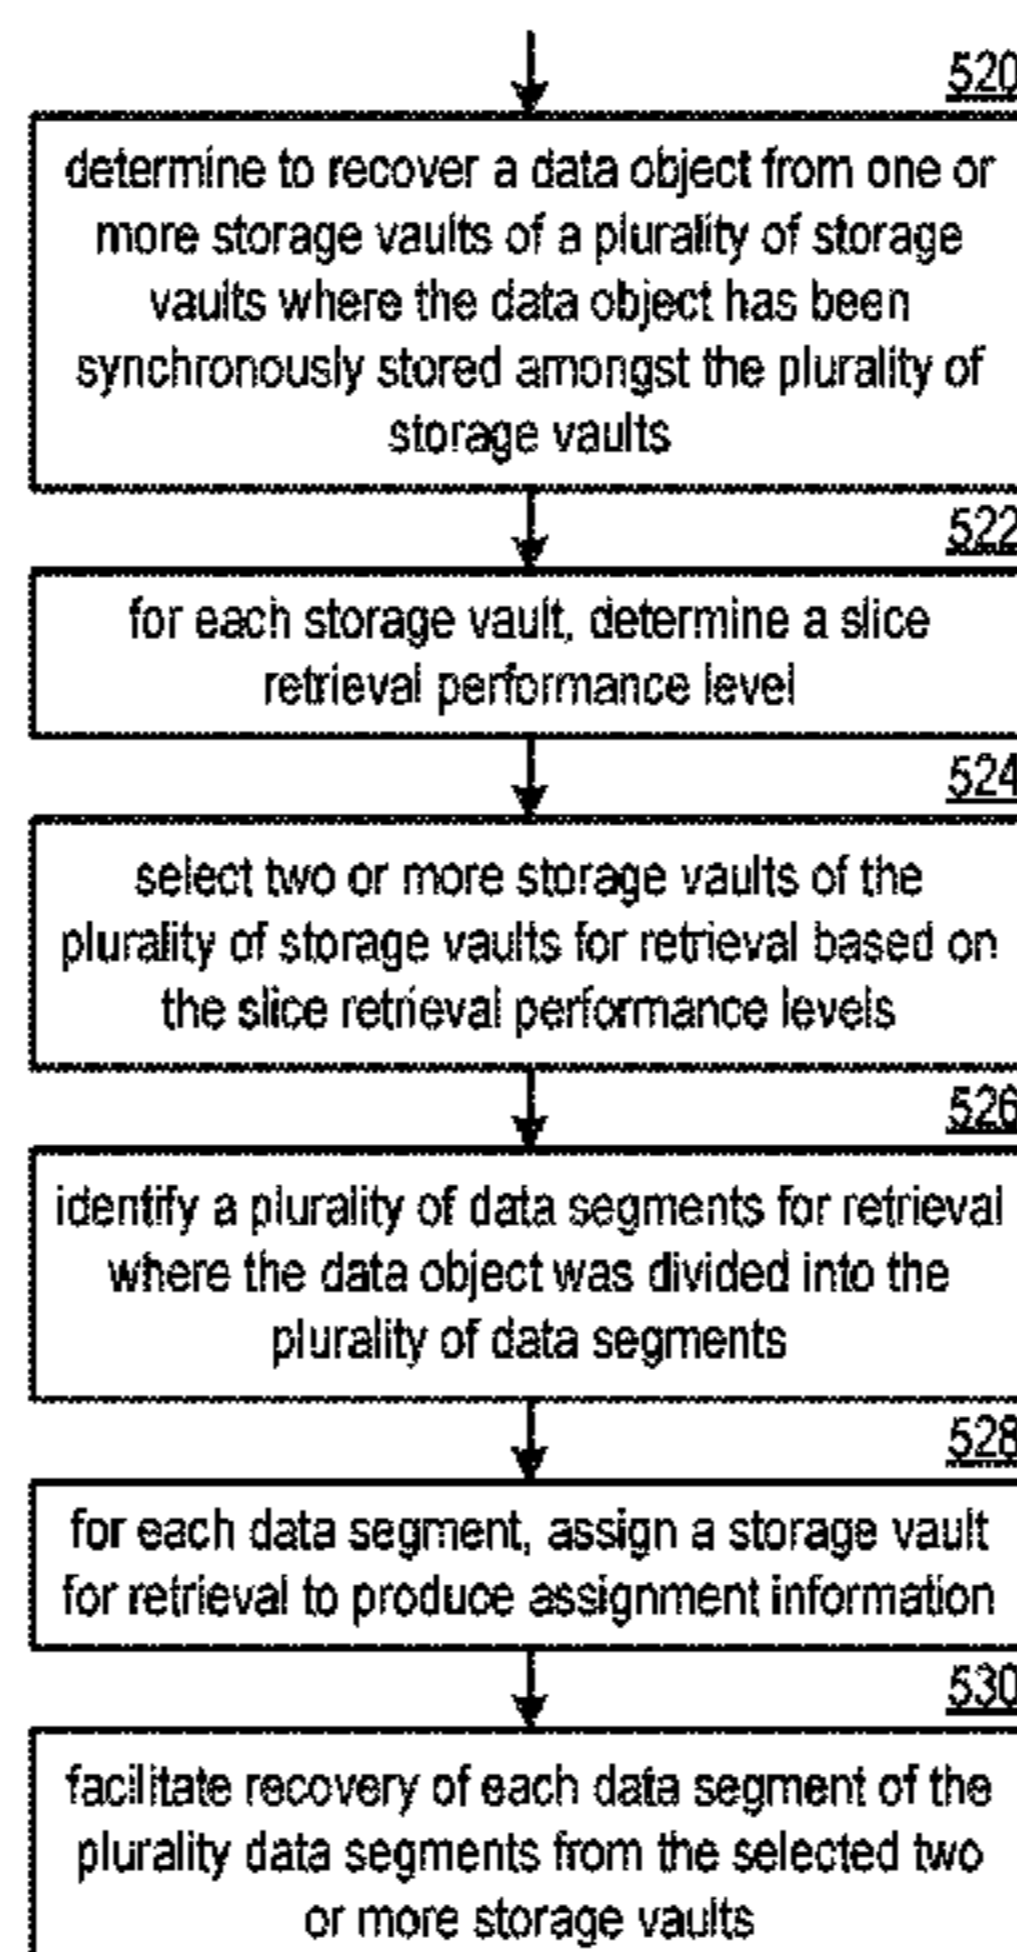 520
determine to recover a data object from one or
more storage vaults of a plurality of storage
vaults where the data object has been
synchronously stored amongst the plurality of
storage vaults
522
for each storage vault, determine a slice
retrieval performance level
524
select two or more storage vaults of the
plurality of storage vaults for retrieval based on
the slice retrieval performance levels
526
identify a plurality of data segments for retrieval
where the data object was divided into the
plurality of data segments
528
for each data segment, assign a storage vault
for retrieval to produce assignment information
530
facilitate recovery of each data segment of the
plurality data segments from the selected two
or more storage vaults